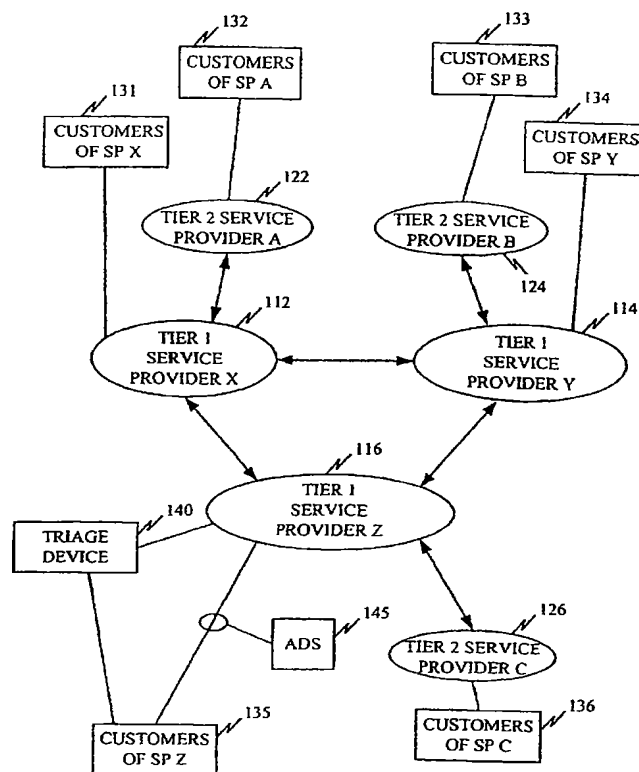 132
CUSTOMERS
OF SP A
133
CUSTOMERS
OF SP B
131
CUSTOMERS
OF SP X
134
CUSTOMERS
OF SP Y
122
TIER 2 SERVICE
PROVIDER A
TIER 2 SERVICE
PROVIDER B
124
112
TIER 1
SERVICE
PROVIDER X
114
TIER 1
SERVICE
PROVIDER Y
116
TIER 1
SERVICE
PROVIDER Z
140
TRIAGE
DEVICE
145
ADS
126
TIER 2 SERVICE
PROVIDER C
135
CUSTOMERS
OF SP Z
136
CUSTOMERS
OF SP C